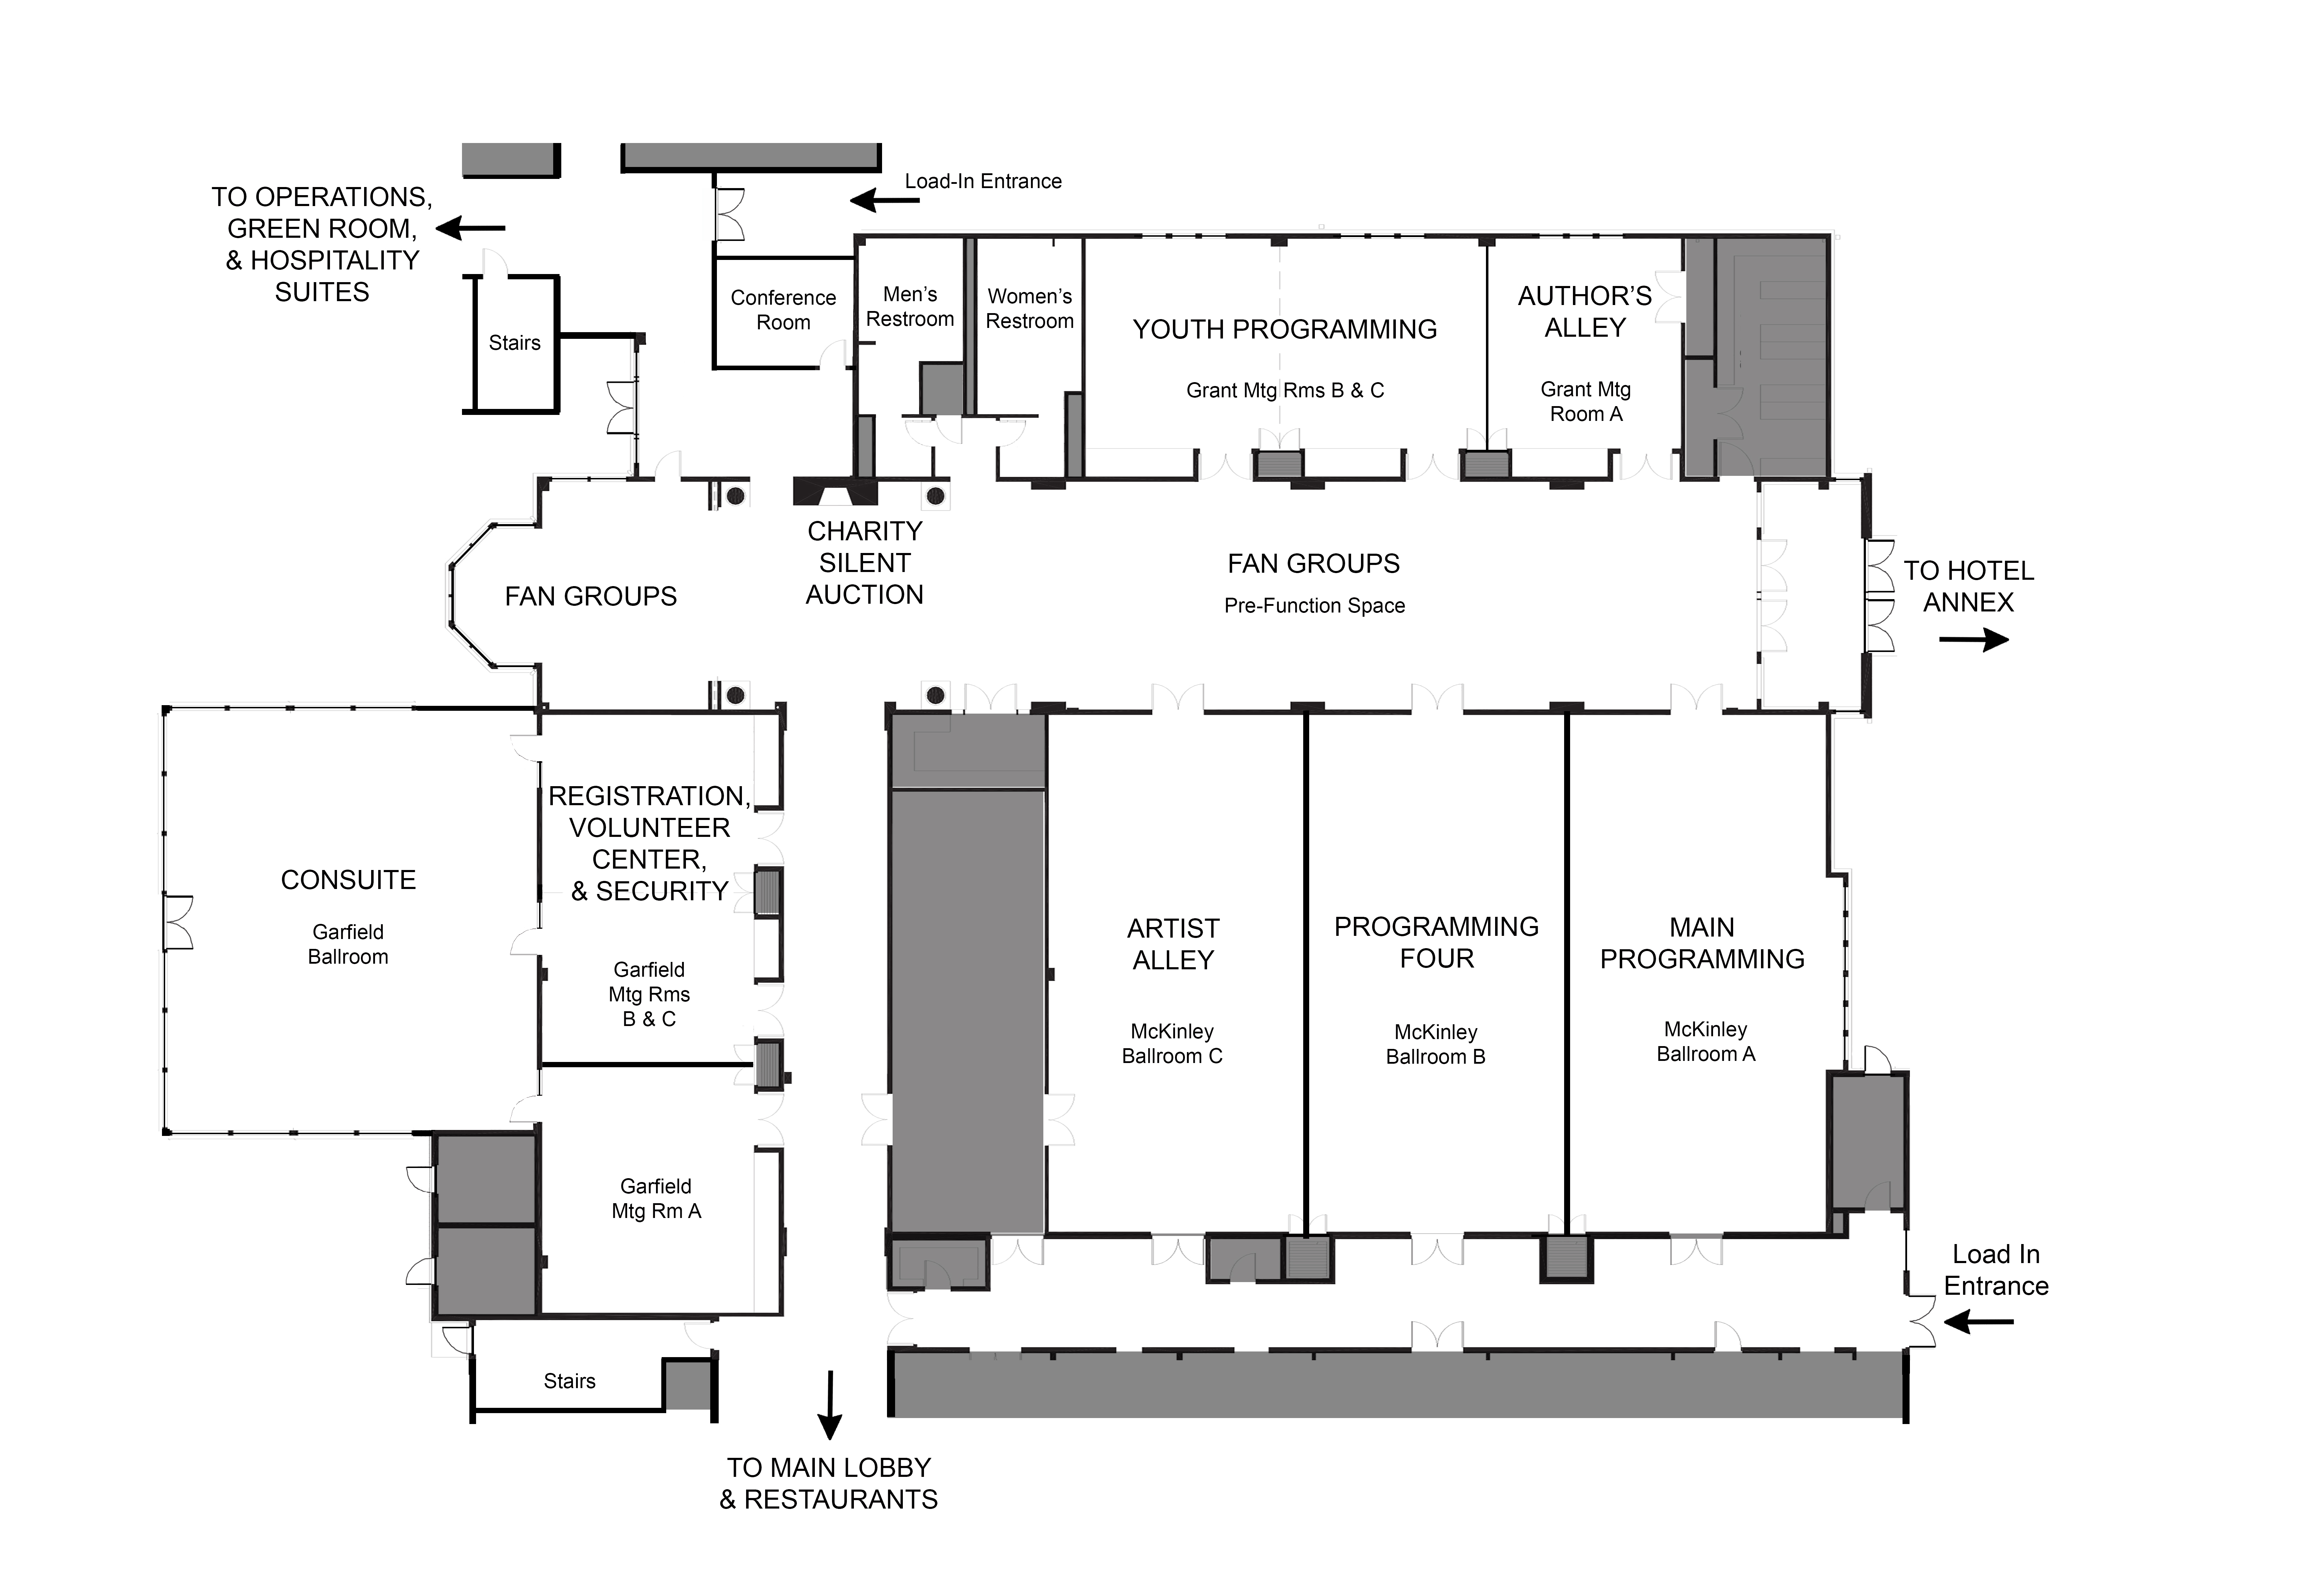 Load-In Entrance
TO OPERATIONS,
GREEN ROOM,
& HOSPITALITY
SUITES
Stairs
Conference
Room
Men's
Restroom
Women's
Restroom
YOUTH PROGRAMMING
Grant Mtg Rms B & C
AUTHOR'S
ALLEY
Grant Mtg
Room A
FAN GROUPS
CHARITY
SILENT
AUCTION
FAN GROUPS
Pre-Function Space
TO HOTEL
ANNEX
CONSUITE
Garfield
Ballroom
REGISTRATION,
VOLUNTEER
CENTER,
& SECURITY
Garfield
Mtg Rms
B & C
ARTIST
ALLEY
McKinley
Ballroom C
PROGRAMMING
FOUR
McKinley
Ballroom B
MAIN
PROGRAMMING
McKinley
Ballroom A
Garfield
Mtg Rm A
Load In
Entrance
Stairs
TO MAIN LOBBY
& RESTAURANTS